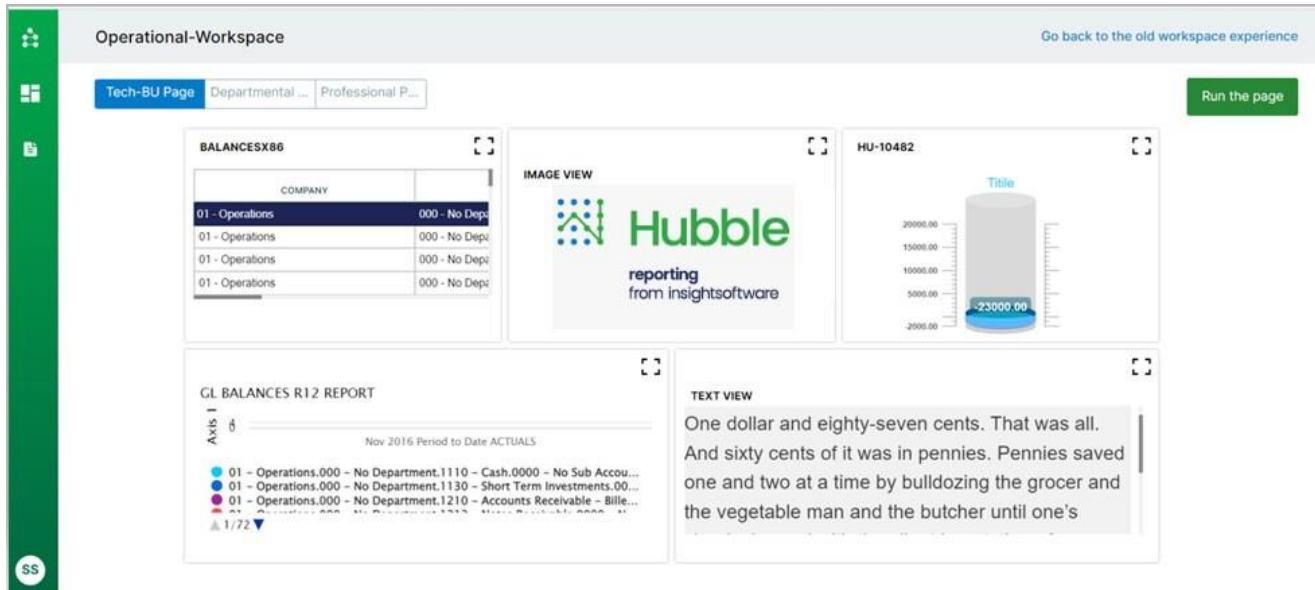 Operational-Workspace
Go back to the old workspace experience
Tech-BU Page
Departmental ...
Professional P...
Run the page
BALANCESX86
COMPANY
01 - Operations 000 - No Depa
01 - Operations 000 - No Depa
01 - Operations 000 - No Depa
01 - Operations 000 - No Depa
IMAGE VIEW
Hubble
reporting
from insightsoftware
HU-10482
Titile
20000.00
15000.00
10000.00
5000.00
-23000.00
-2000.00
GL BALANCES R12 REPORT
Axis
Nov 2016 Period to Date ACTUALS
01 - Operations.000 - No Department.1110 - Cash.0000 - No Sub Accou...
01 - Operations.000 - No Department.1130 - Short Term Investments.00...
01 - Operations.000 - No Department.1210 - Accounts Receivable - Bille...
1/72
TEXT VIEW
One dollar and eighty-seven cents. That was all.
And sixty cents of it was in pennies. Pennies saved
one and two at a time by bulldozing the grocer and
the vegetable man and the butcher until one's
SS